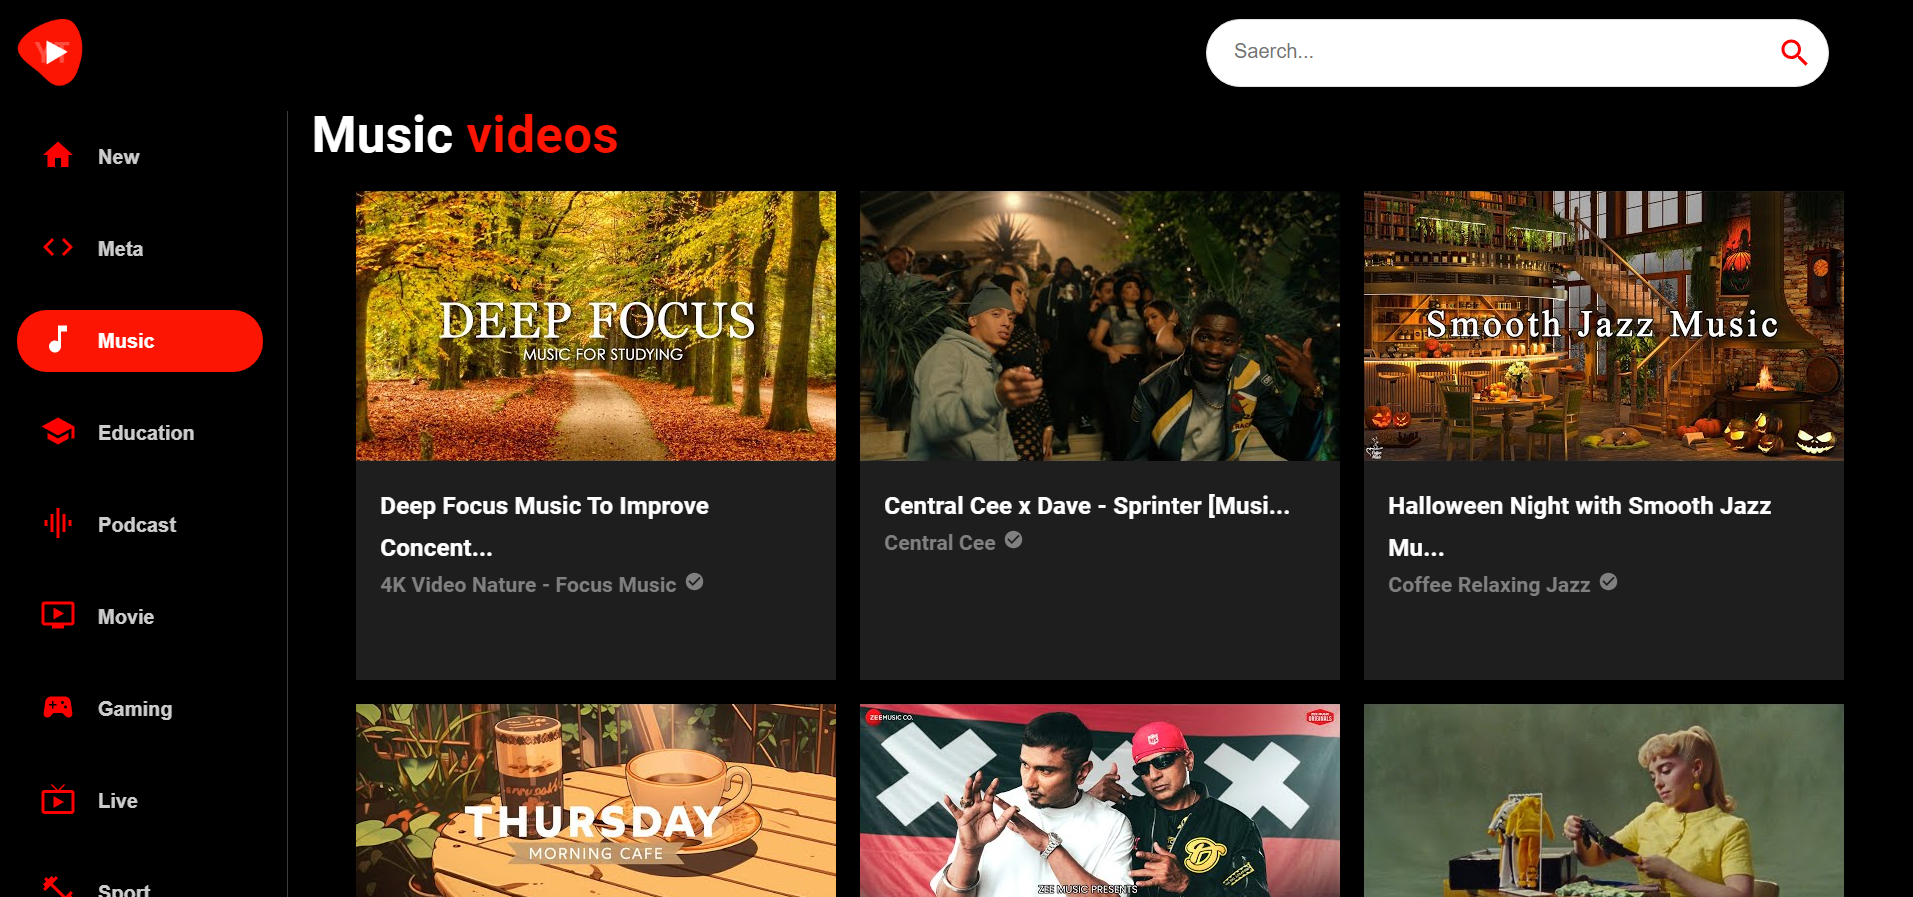 YT
Saerch...
Music videos
New
Meta
Music
Education
Podcast
Movie
Gaming
Live
Sport
DEEP FOCUS
MUSIC FOR STUDYING
Smooth Jazz Music
Deep Focus Music To Improve
Concent...
4K Video Nature - Focus Music
Central Cee x Dave - Sprinter [Musi...
Central Cee
Halloween Night with Smooth Jazz
Mu...
Coffee Relaxing Jazz
THURSDAY
MORNING CAFE
ZEE MUSIC CO.
ORIGINALS
ZEE MUSIC PRESENTS